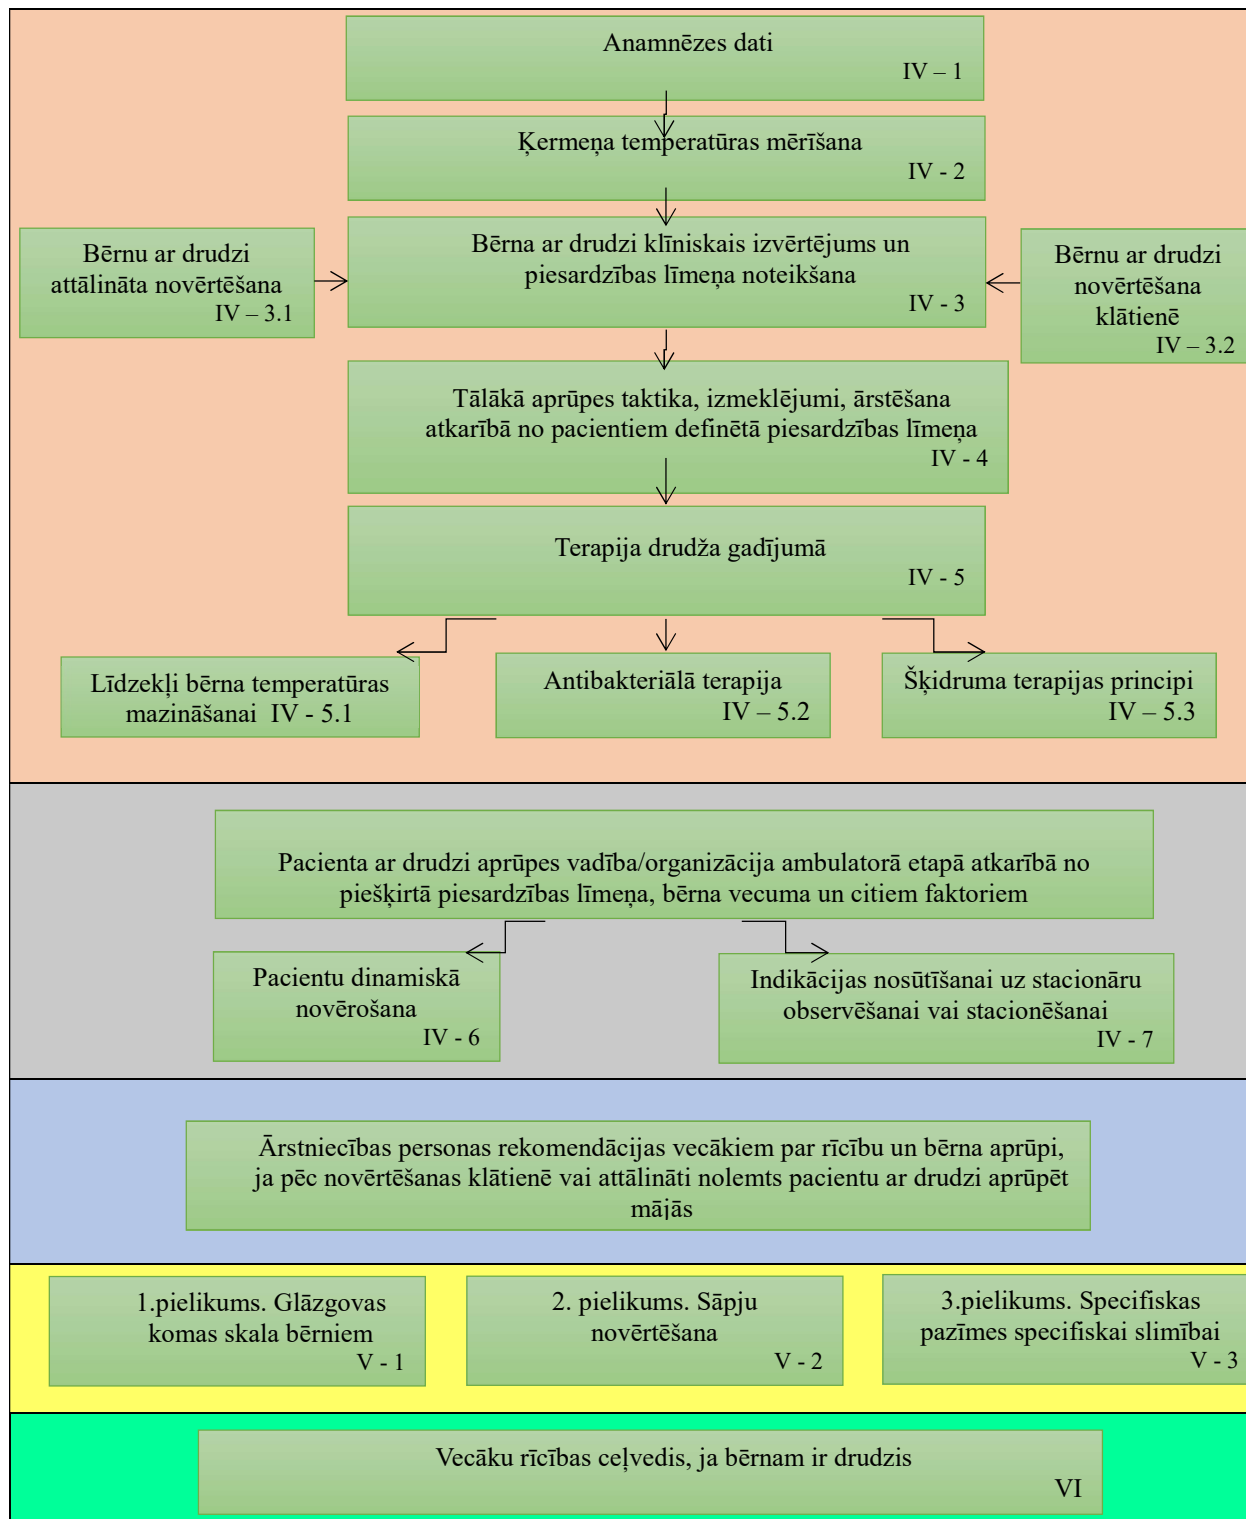 Anamnēzes dati
IV – 1
Ķermeņa temperatūras mērīšana
IV - 2
Bērnu ar drudzi
attālināta novērtēšana
IV – 3.1
Bērna ar drudzi klīniskais izvērtējums un
piesardzības līmeņa noteikšana
IV - 3
Bērnu ar drudzi
novērtēšana
klātienē
IV – 3.2
Tālākā aprūpes taktika, izmeklējumi, ārstēšana
atkarībā no pacientiem definētā piesardzības līmeņa
IV - 4
Terapija drudža gadījumā
IV - 5
Līdzekļi bērna temperatūras
mazināšanai IV - 5.1
Antibakteriālā terapija
IV – 5.2
Šķidruma terapijas principi
IV – 5.3
Pacienta ar drudzi aprūpes vadība/organizācija ambulatorā etapā atkarībā no
piešķirtā piesardzības līmeņa, bērna vecuma un citiem faktoriem
Pacientu dinamiskā
novērošana
IV - 6
Indikācijas nosūtīšanai uz stacionāru
observēšanai vai stacionēšanai
IV - 7
Ārstniecības personas rekomendācijas vecākiem par rīcību un bērna aprūpi,
ja pēc novērtēšanas klātienē vai attālināti nolemts pacientu ar drudzi aprūpēt
mājās
1.pielikums. Glāzgovas
komas skala bērniem
V - 1
2. pielikums. Sāpju
novērtēšana
V - 2
3.pielikums. Specifiskas
pazīmes specifiskai slimībai
V - 3
Vecāku rīcības ceļvedis, ja bērnam ir drudzis
VI